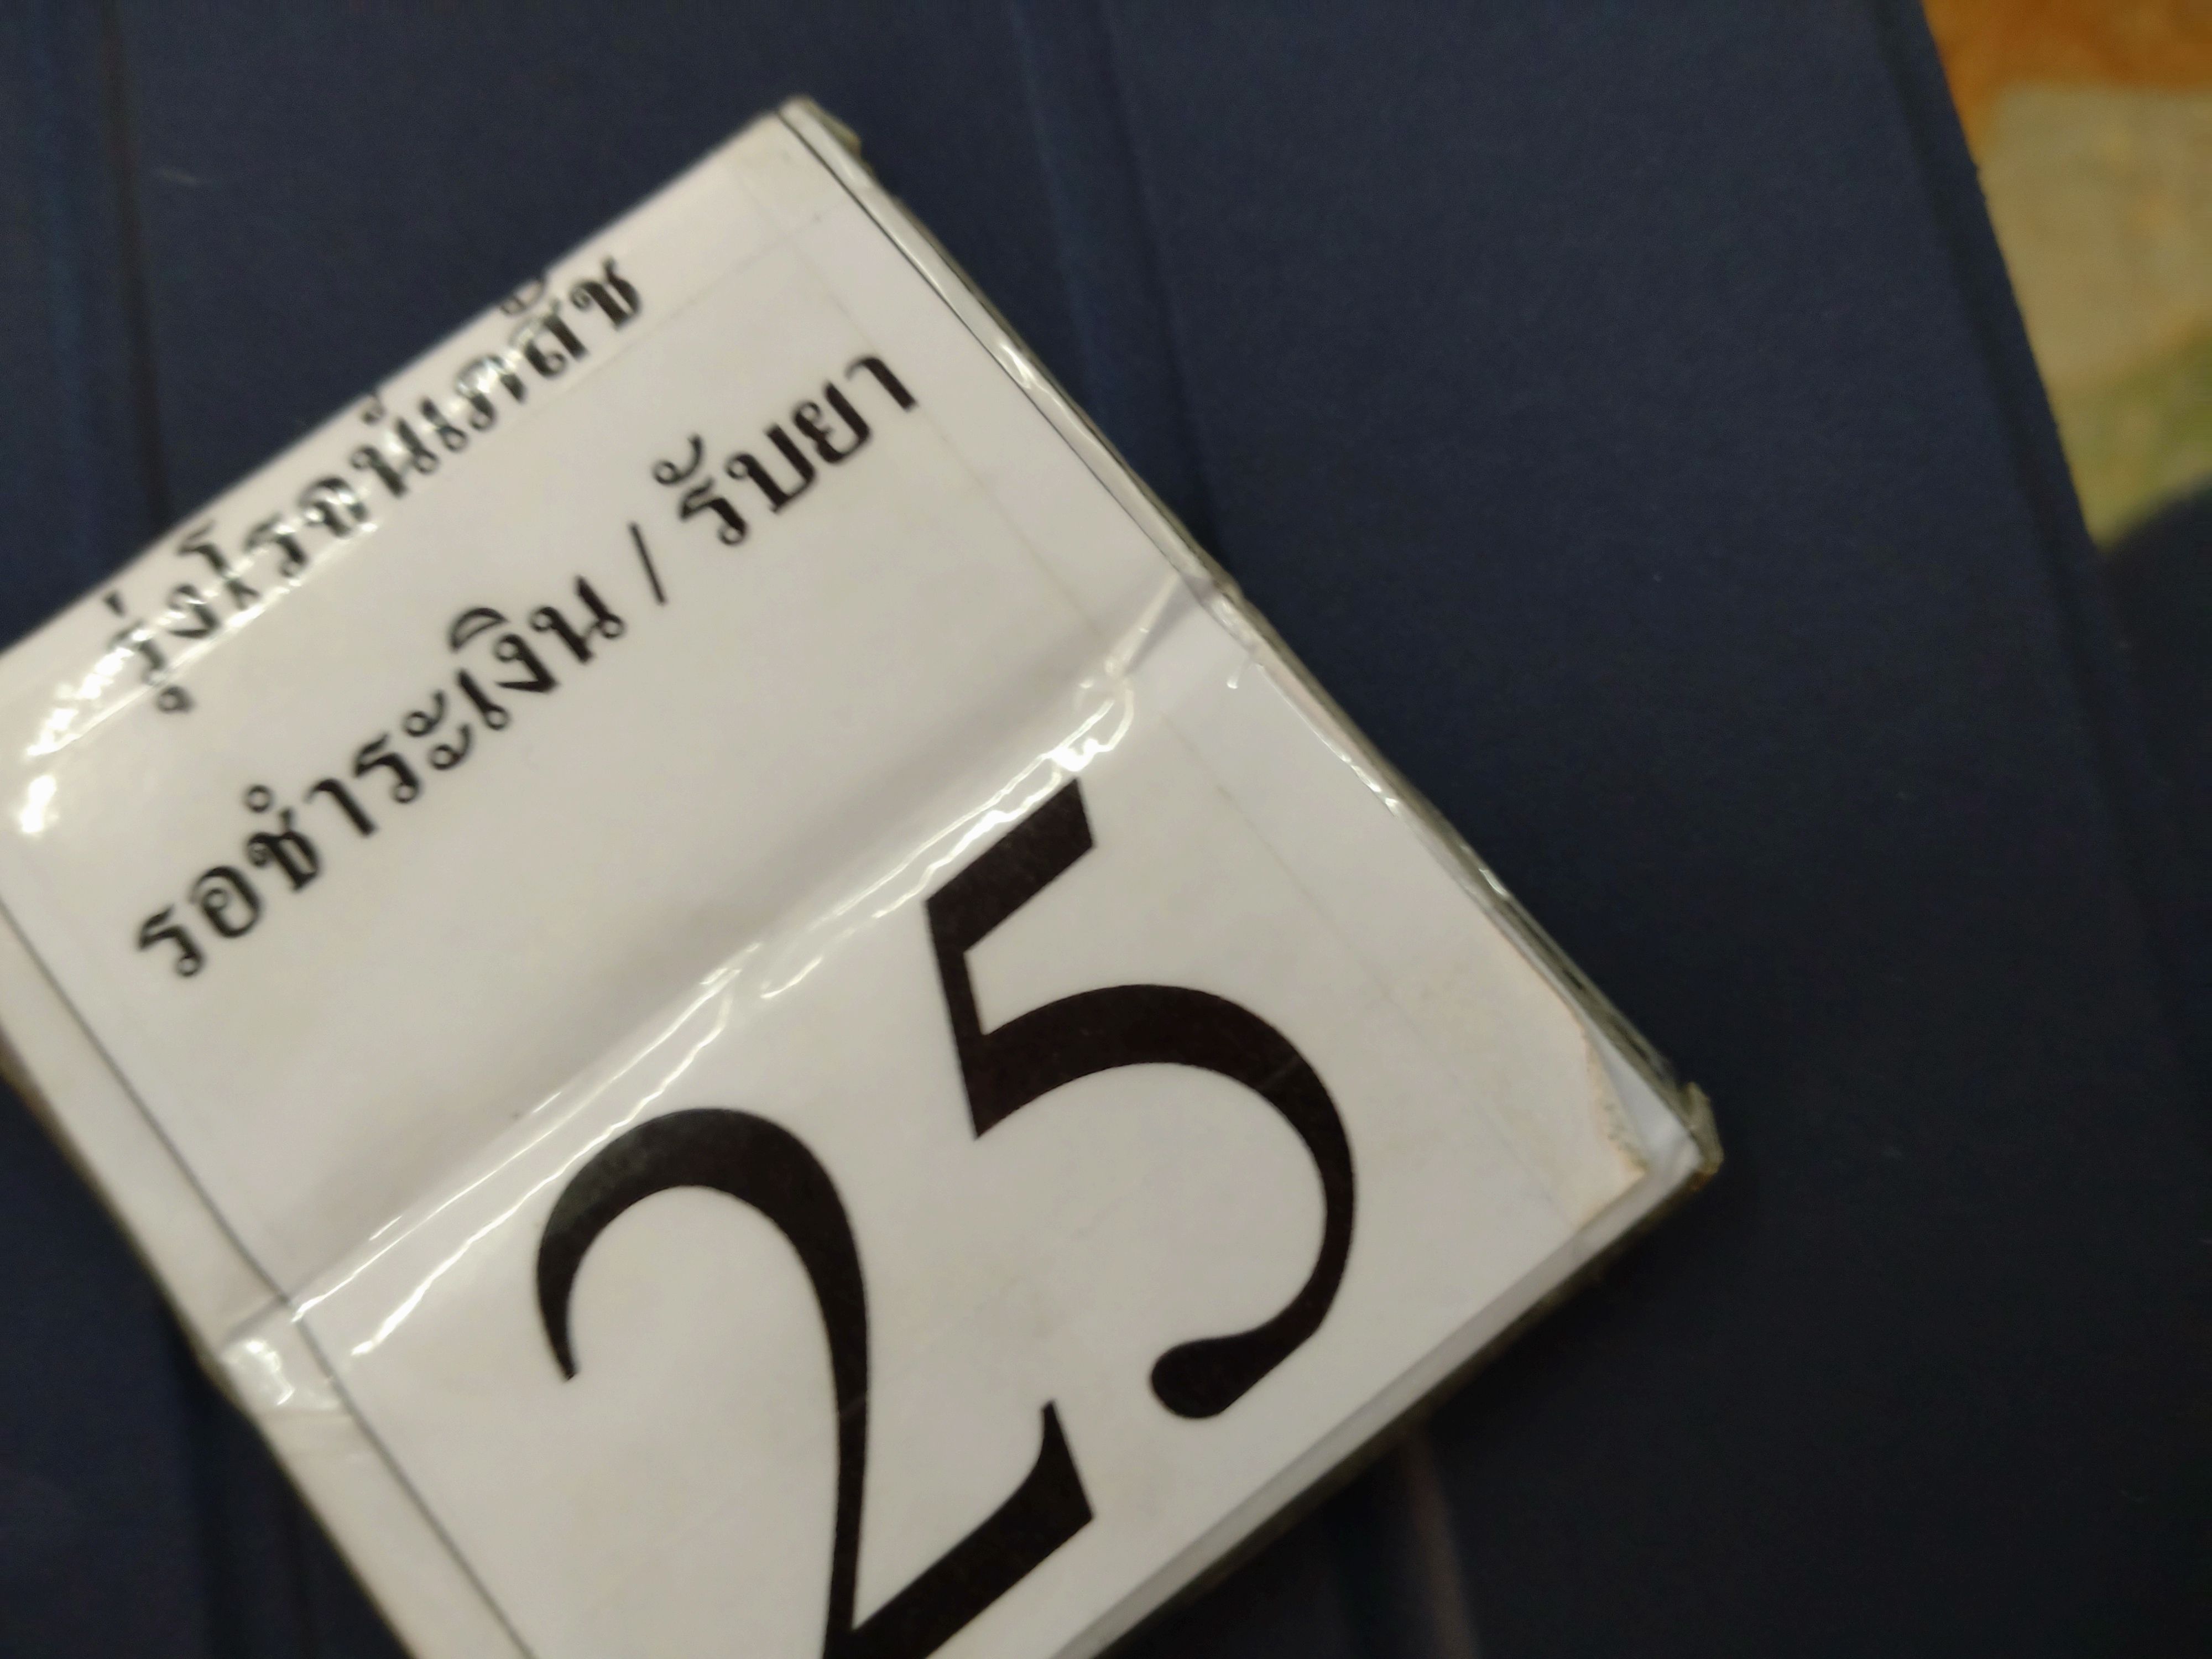 รุ่งโรจน์เภสัช
รอชำระเงิน / รับยา
25